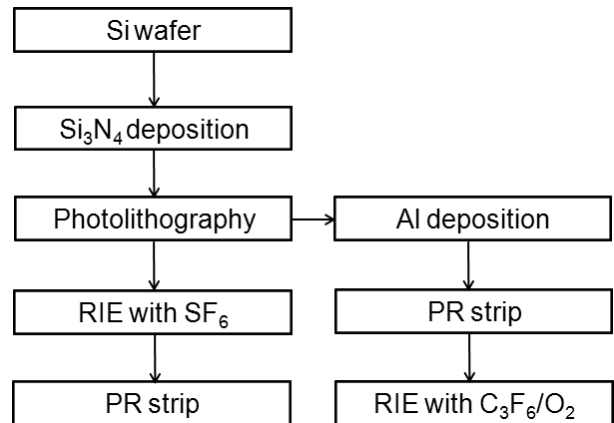 Si wafer
Si₃N₄ deposition
Photolithography
Al deposition
RIE with SF₆
PR strip
PR strip
RIE with C₃F₆/O₂